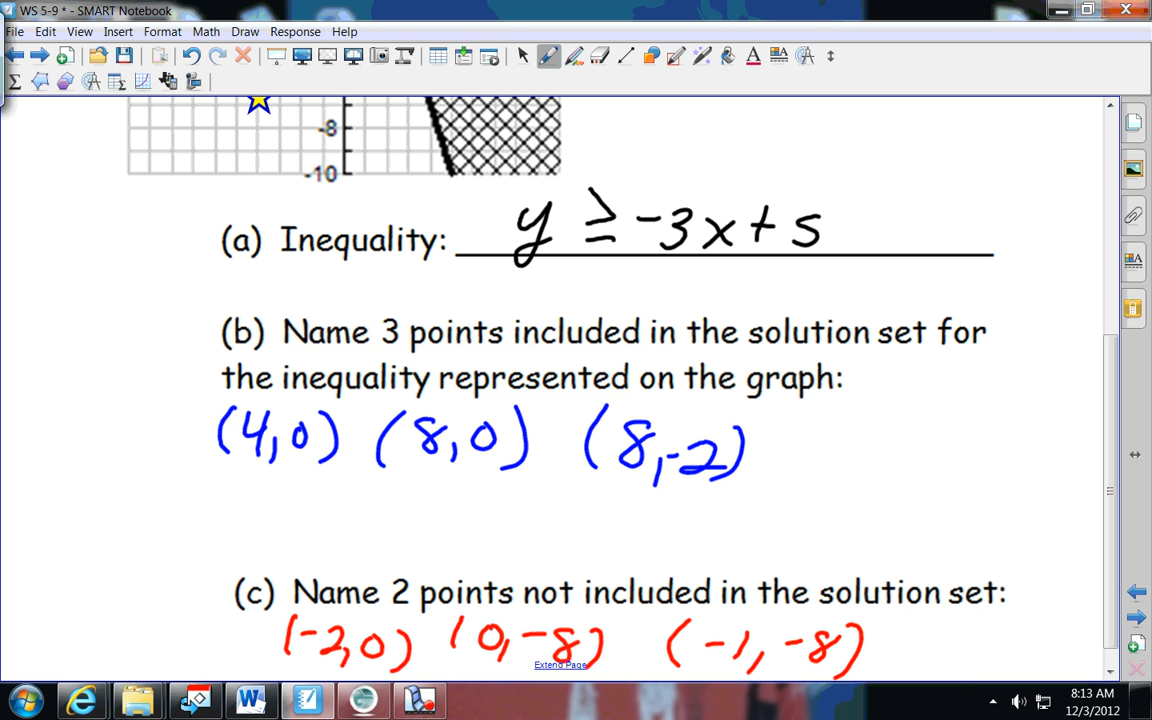 WS 5-9 * - SMART Notebook
File Edit View Insert Format Math Draw Response Help
-8
-10
(a) Inequality: y ≥ -3x + 5
(b) Name 3 points included in the solution set for
the inequality represented on the graph:
(4,0) (8,0) (8,-2)
(c) Name 2 points not included in the solution set:
(-2,0) (0,-8) (-1,-8)
Extend Page
8:13 AM
12/3/2012